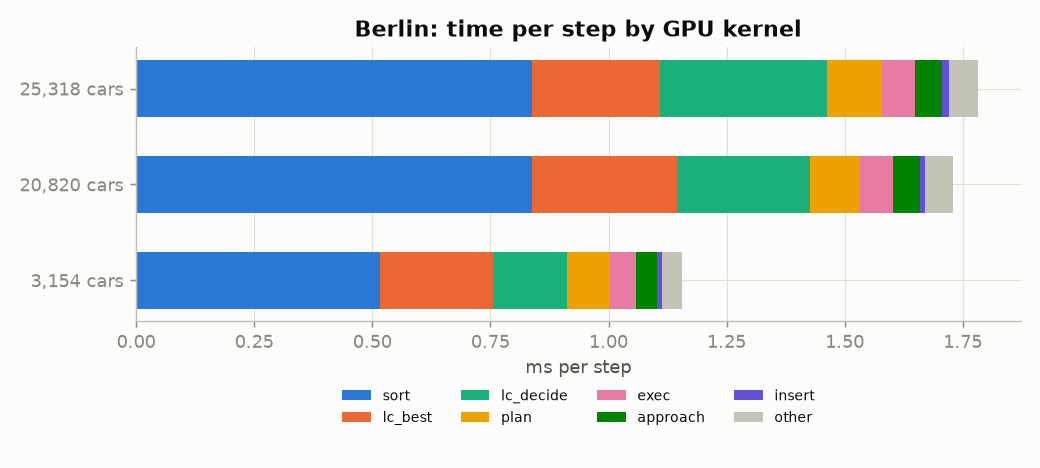 Berlin: time per step by GPU kernel
25,318 cars
20,820 cars
3,154 cars
0.00 0.25 0.50 0.75 1.00 1.25 1.50 1.75
ms per step
sort lc_decide exec insert
lc_best plan approach other